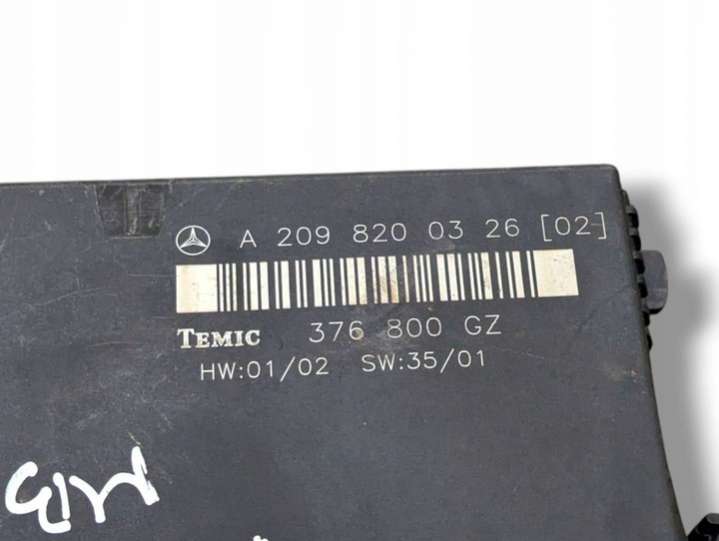 A 209 820 03 26 [02]
TEMIC 376 800 GZ
HW:01/02 SW:35/01